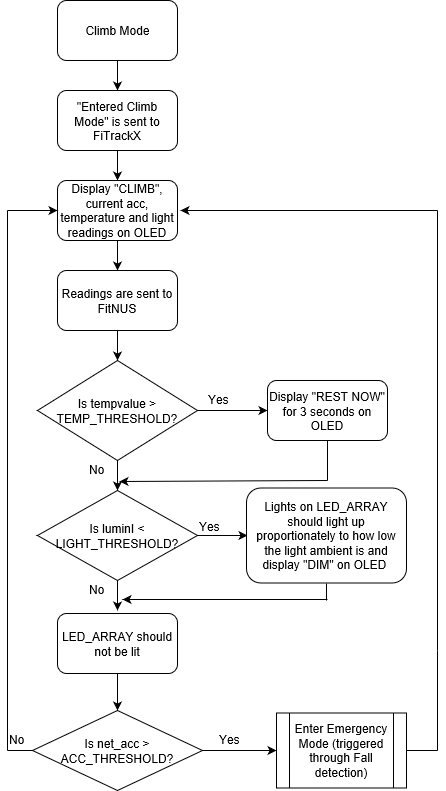 Climb Mode
"Entered Climb
Mode" is sent to
FiTrackX
Display "CLIMB",
current acc,
temperature and light
readings on OLED
Readings are sent to
FitNUS
Is tempvalue >
TEMP_THRESHOLD?
Yes
Display "REST NOW"
for 3 seconds on
OLED
No
Is luminI <
LIGHT_THRESHOLD?
Yes
Lights on LED_ARRAY
should light up
proportionately to how low
the light ambient is and
display "DIM" on OLED
No
LED_ARRAY should
not be lit
Is net_acc >
ACC_THRESHOLD?
No
Yes
Enter Emergency
Mode (triggered
through Fall
detection)